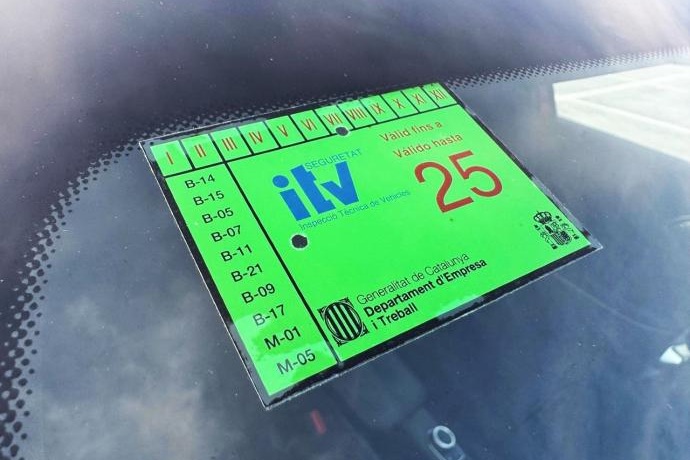 I II III IV V VI VII VIII IX X XI XII
B-14
B-15
B-05
B-07
B-11
B-21
B-09
B-17
M-01
M-05
SEGURETAT
itv
Inspecció Tècnica de Vehicles
Vàlid fins a
Válido hasta
25
Generalitat de Catalunya
Departament d'Empresa
i Treball